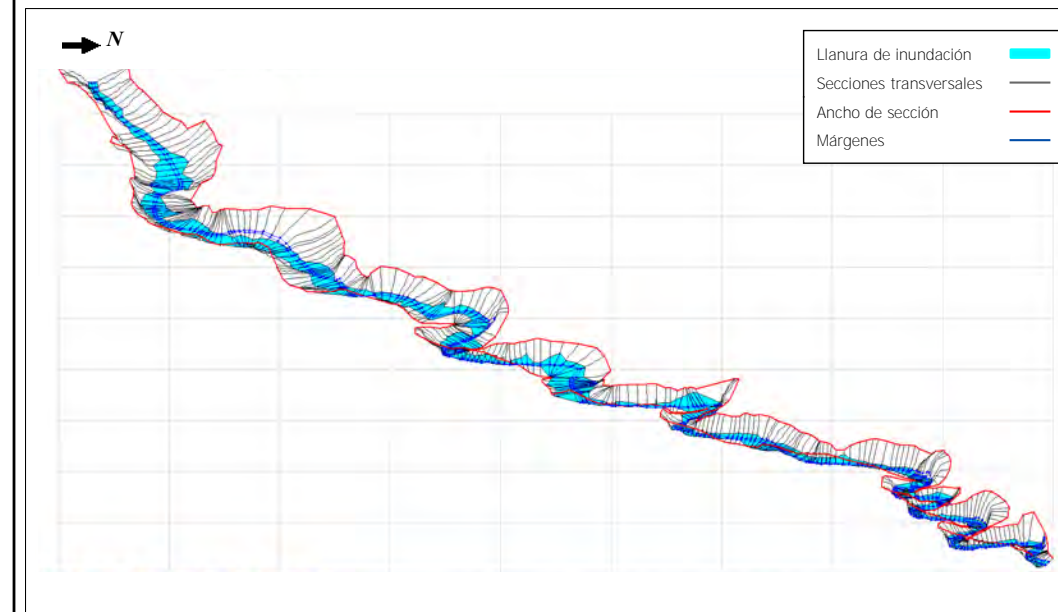 N
Llanura de inundación
Secciones transversales
Ancho de sección
Márgenes